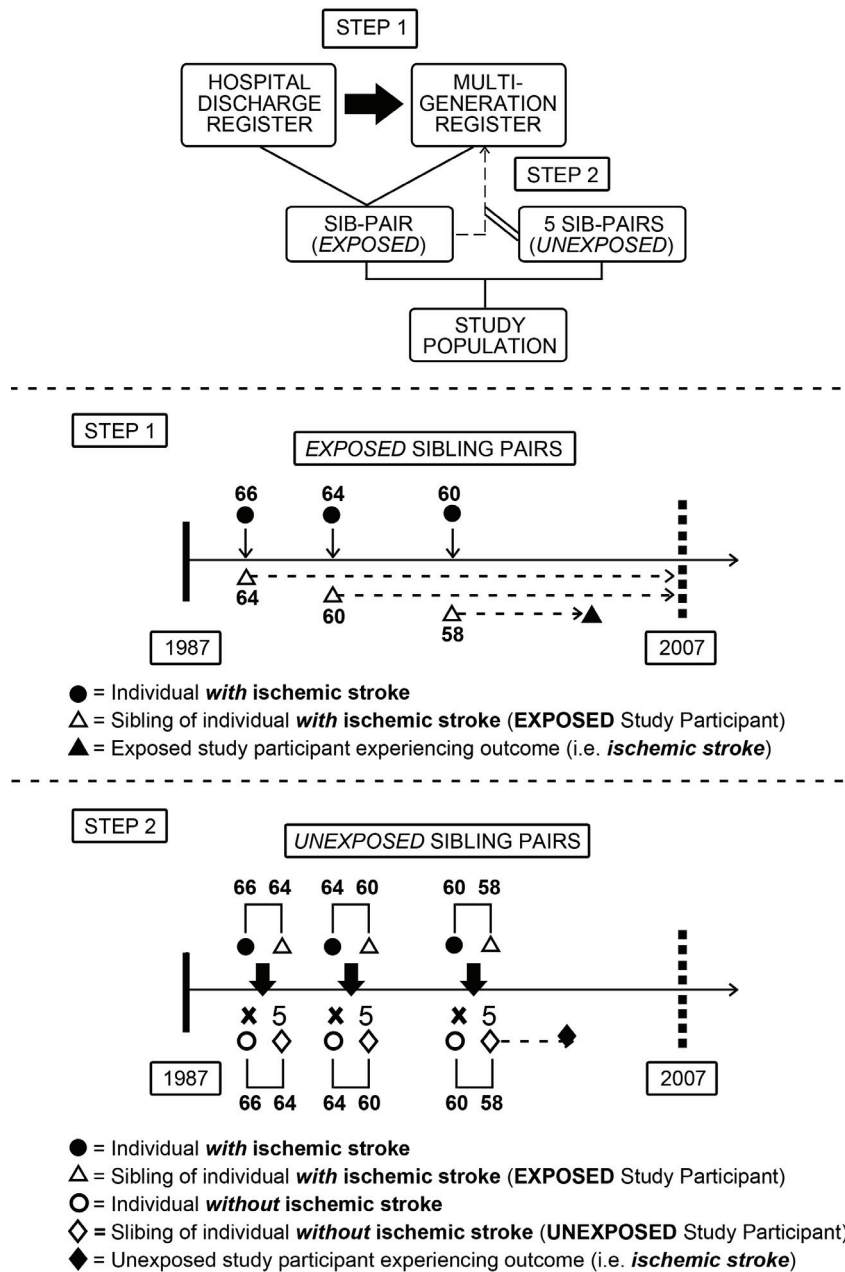 STEP 1
HOSPITAL
DISCHARGE
REGISTER
MULTI-
GENERATION
REGISTER
STEP 2
SIB-PAIR
(EXPOSED)
5 SIB-PAIRS
(UNEXPOSED)
STUDY
POPULATION
STEP 1
EXPOSED SIBLING PAIRS
66 64 60
64
60
58
1987 2007
= Individual with ischemic stroke
= Sibling of individual with ischemic stroke (EXPOSED Study Participant)
= Exposed study participant experiencing outcome (i.e. ischemic stroke)
STEP 2
UNEXPOSED SIBLING PAIRS
66 64 64 60 60 58
x 5 x 5 x 5
1987 2007
66 64 64 60 60 58
= Individual with ischemic stroke
= Sibling of individual with ischemic stroke (EXPOSED Study Participant)
= Individual without ischemic stroke
= Slibing of individual without ischemic stroke (UNEXPOSED Study Participant)
= Unexposed study participant experiencing outcome (i.e. ischemic stroke)